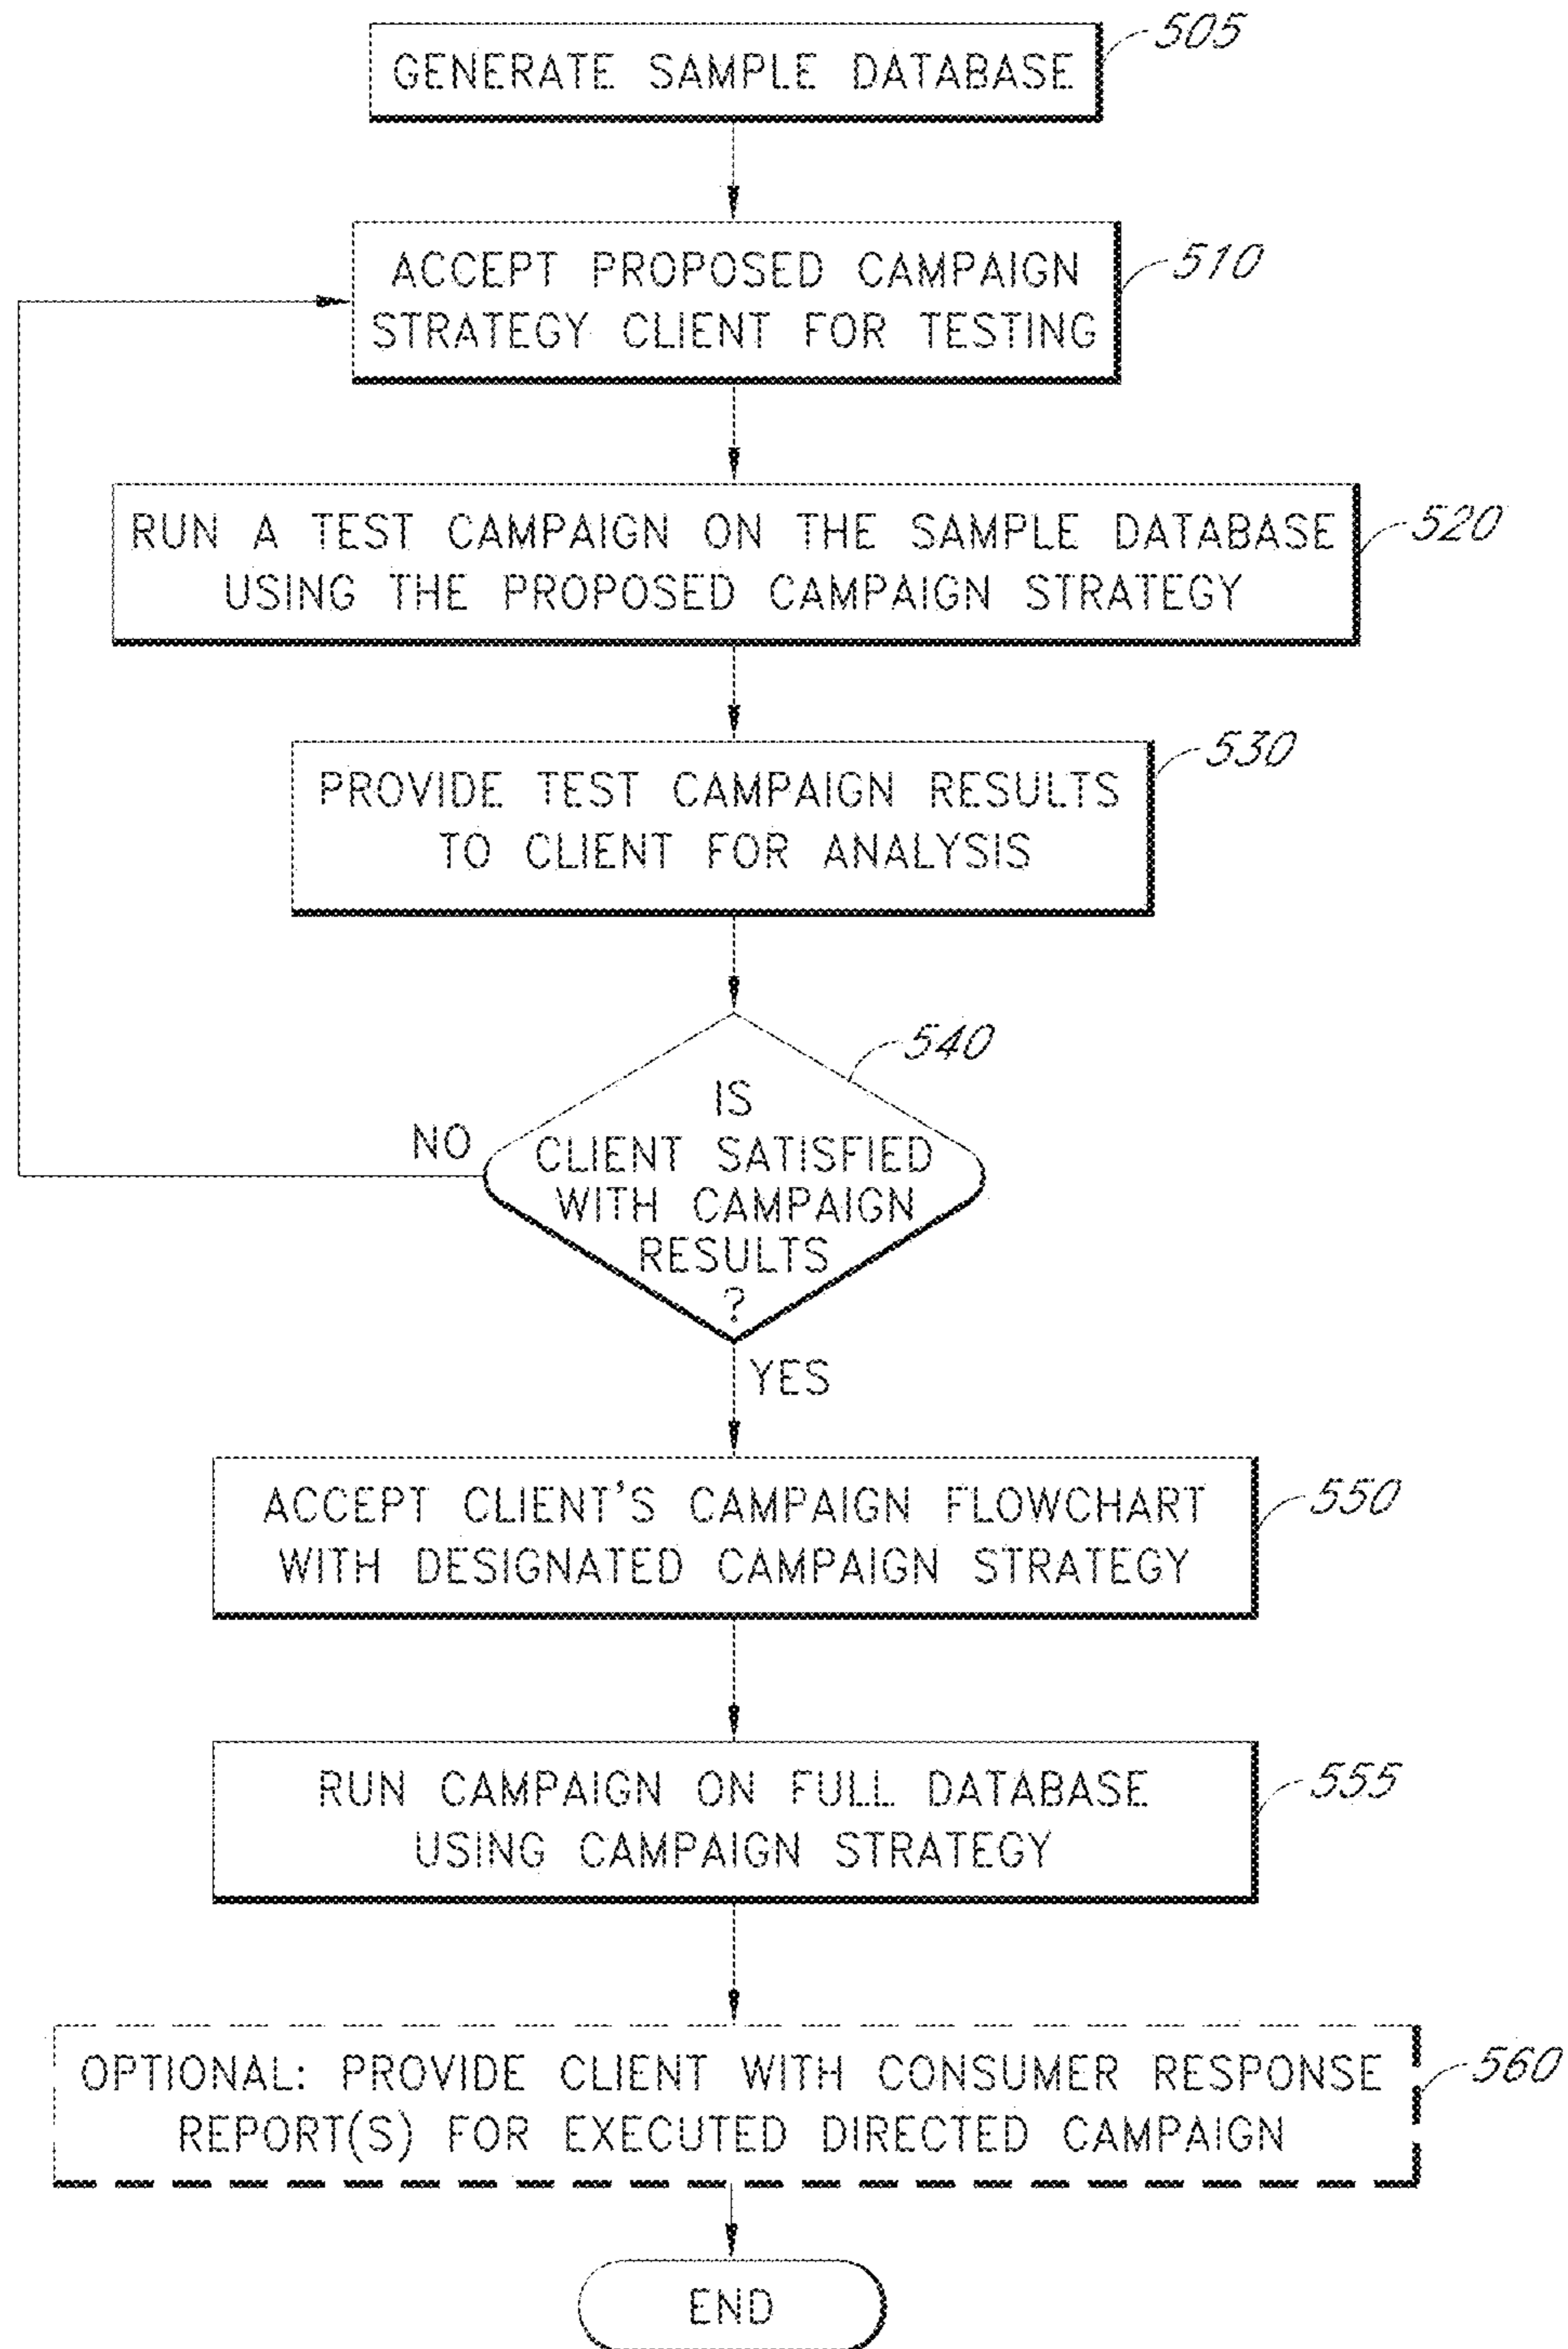 GENERATE SAMPLE DATABASE
505
ACCEPT PROPOSED CAMPAIGN
STRATEGY CLIENT FOR TESTING
510
RUN A TEST CAMPAIGN ON THE SAMPLE DATABASE
USING THE PROPOSED CAMPAIGN STRATEGY
520
PROVIDE TEST CAMPAIGN RESULTS
TO CLIENT FOR ANALYSIS
530
540
IS
CLIENT SATISFIED
WITH CAMPAIGN
RESULTS
?
NO
YES
ACCEPT CLIENT'S CAMPAIGN FLOWCHART
WITH DESIGNATED CAMPAIGN STRATEGY
550
RUN CAMPAIGN ON FULL DATABASE
USING CAMPAIGN STRATEGY
555
OPTIONAL: PROVIDE CLIENT WITH CONSUMER RESPONSE
REPORT(S) FOR EXECUTED DIRECTED CAMPAIGN
560
END